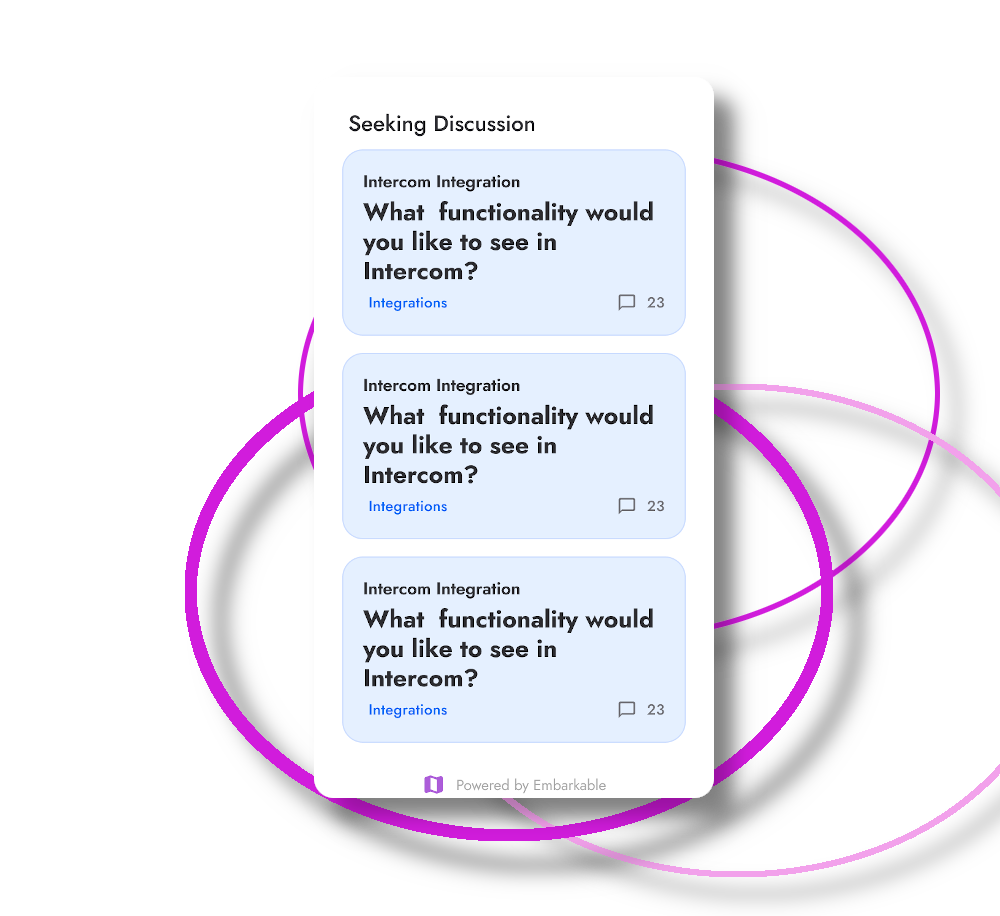 Seeking Discussion
Intercom Integration
What  functionality would
you like to see in
Intercom?
Integrations 23
Intercom Integration
What  functionality would
you like to see in
Intercom?
Integrations 23
Intercom Integration
What  functionality would
you like to see in
Intercom?
Integrations 23
Powered by Embarkable